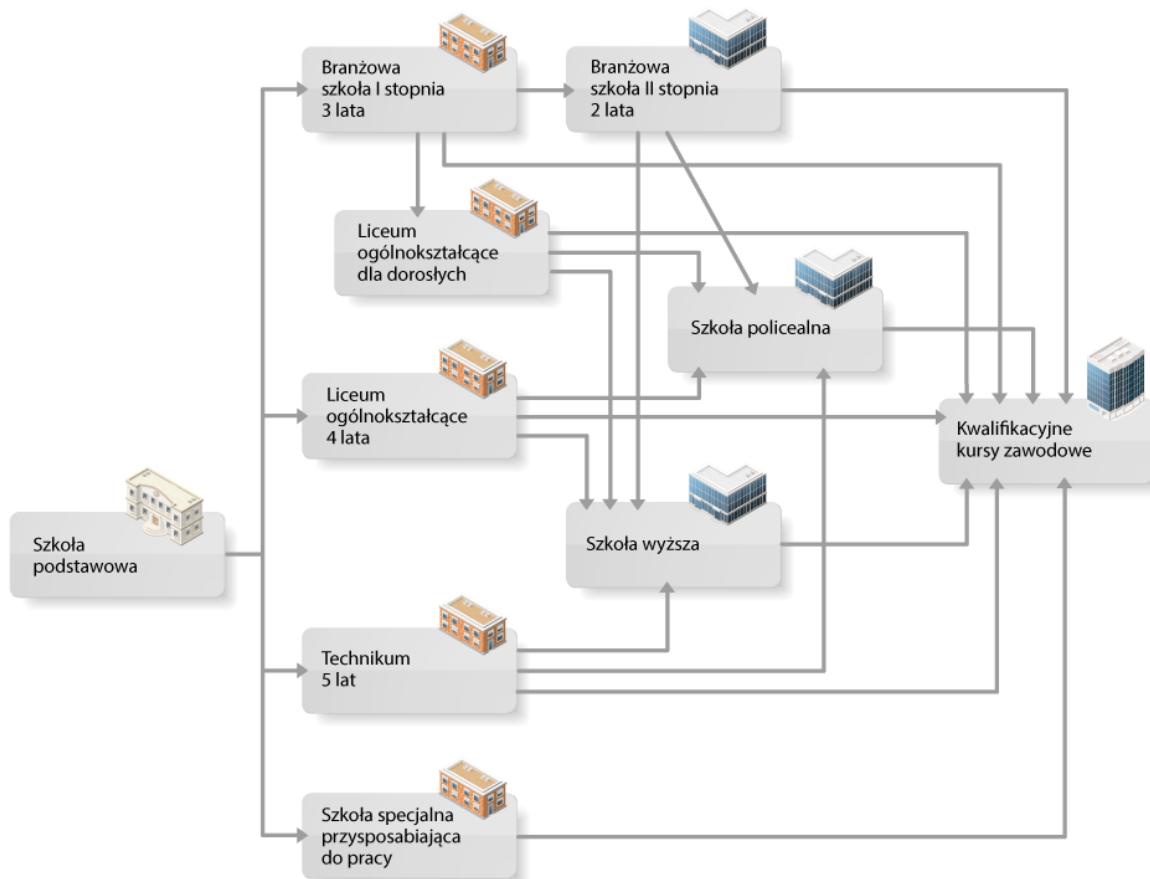 Branżowa
szkoła I stopnia
3 lata
Branżowa
szkoła II stopnia
2 lata
Liceum
ogólnokształcące
dla dorosłych
Szkoła policealna
Liceum
ogólnokształcące
4 lata
Kwalifikacyjne
kursy zawodowe
Szkoła
podstawowa
Szkoła wyższa
Technikum
5 lat
Szkoła specjalna
przysposabiająca
do pracy